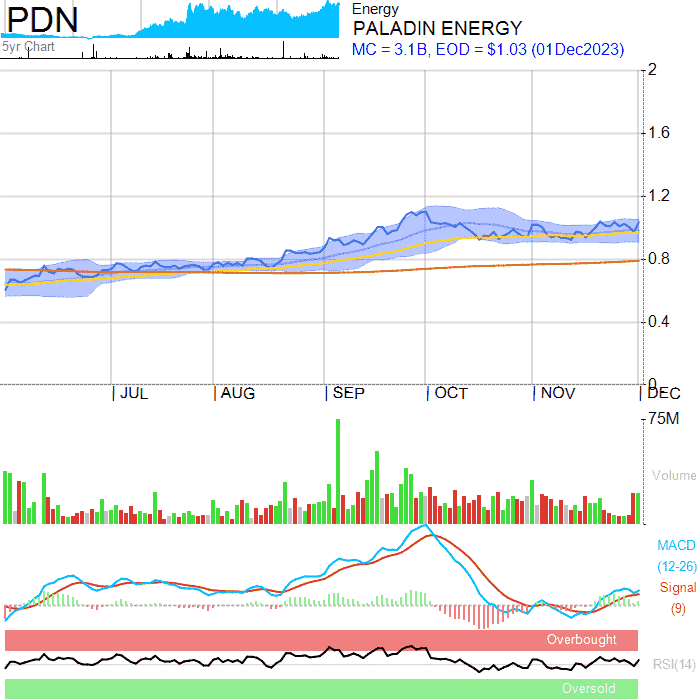 PDN
5yr Chart
Energy
PALADIN ENERGY
MC = 3.1B, EOD = $1.03 (01Dec2023)
2
1.6
1.2
0.8
0.4
0
JUL AUG SEP OCT NOV DEC
75M
Volume
MACD
(12-26)
Signal
(9)
Overbought
RSI(14)
Oversold